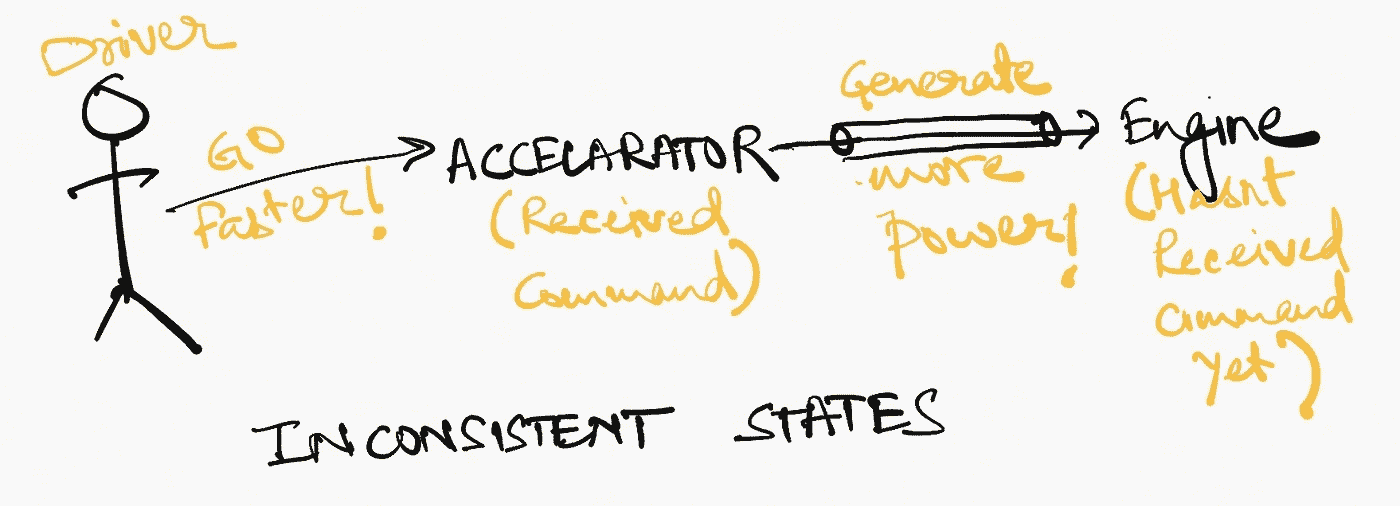 Driver
GO
faster!
ACCELARATOR
(Received
Command)
Generate
more
power!
Engine
(Hasnt
Received
Command
yet)
INCONSISTENT STATES